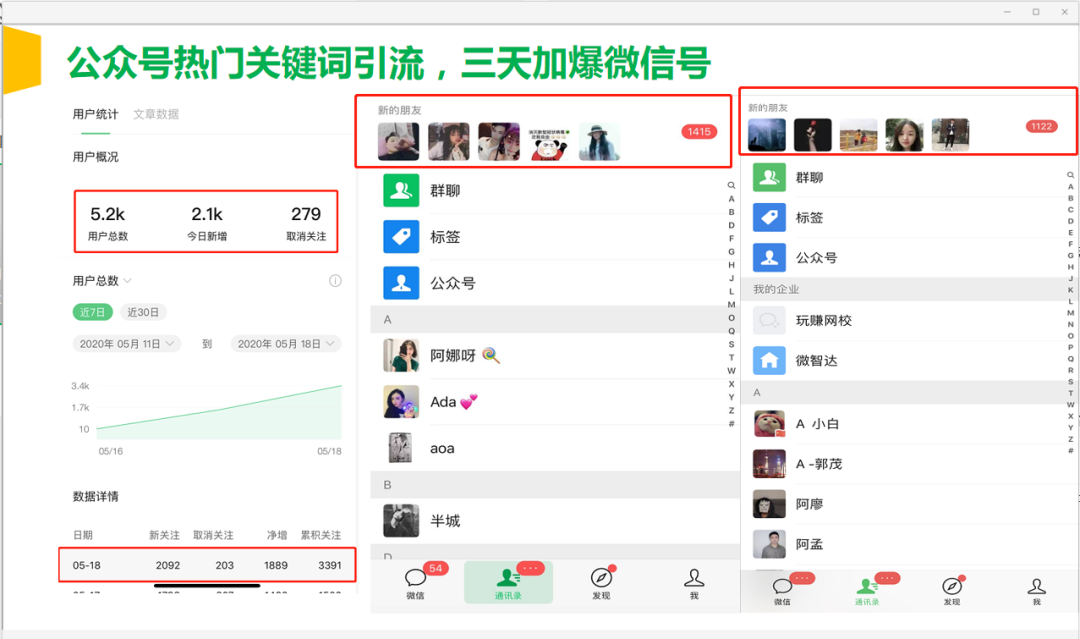 公众号热门关键词引流，三天加爆微信号
用户统计 文章数据
用户概况
5.2k 2.1k 279
用户总数 今日新增 取消关注
用户总数
近7日 近30日
2020年 05月 11日 到 2020年 05月 18日
3.4k
1.7k
10
05/16 05/18
数据详情
日期 新关注 取消关注 净增 累积关注
05-18 2092 203 1889 3391
新的朋友
1415
群聊
标签
公众号
A
阿娜呀
Ada
aoa
B
半城
D
A
B
D
F
G
H
J
L
M
O
Q
S
T
W
X
Y
Z
#
54
微信 通讯录 发现 我
新的朋友
1122
群聊
标签
公众号
我的企业
玩赚网校
微智达
A
A 小白
A -郭茂
阿廖
阿孟
A
B
C
D
E
F
G
H
J
K
L
M
N
O
P
Q
R
S
T
W
X
Y
Z
#
微信 通讯录 发现 我